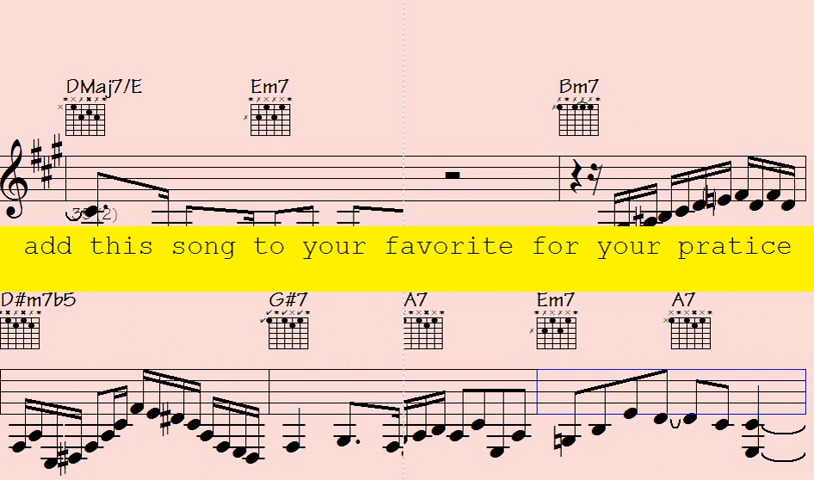 DMaj7/E Em7 Bm7
add this song to your favorite for your pratice
D#m7b5 G#7 A7 Em7 A7